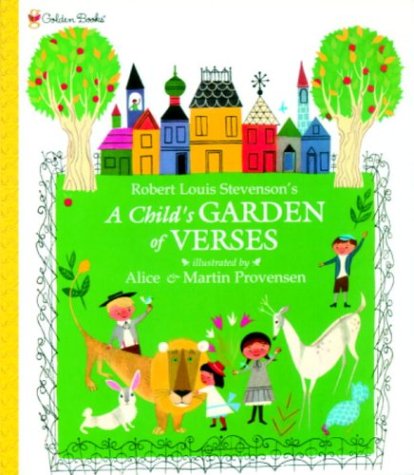 Golden Books®
Robert Louis Stevenson's
A Child's GARDEN
of VERSES
illustrated by
Alice & Martin Provensen